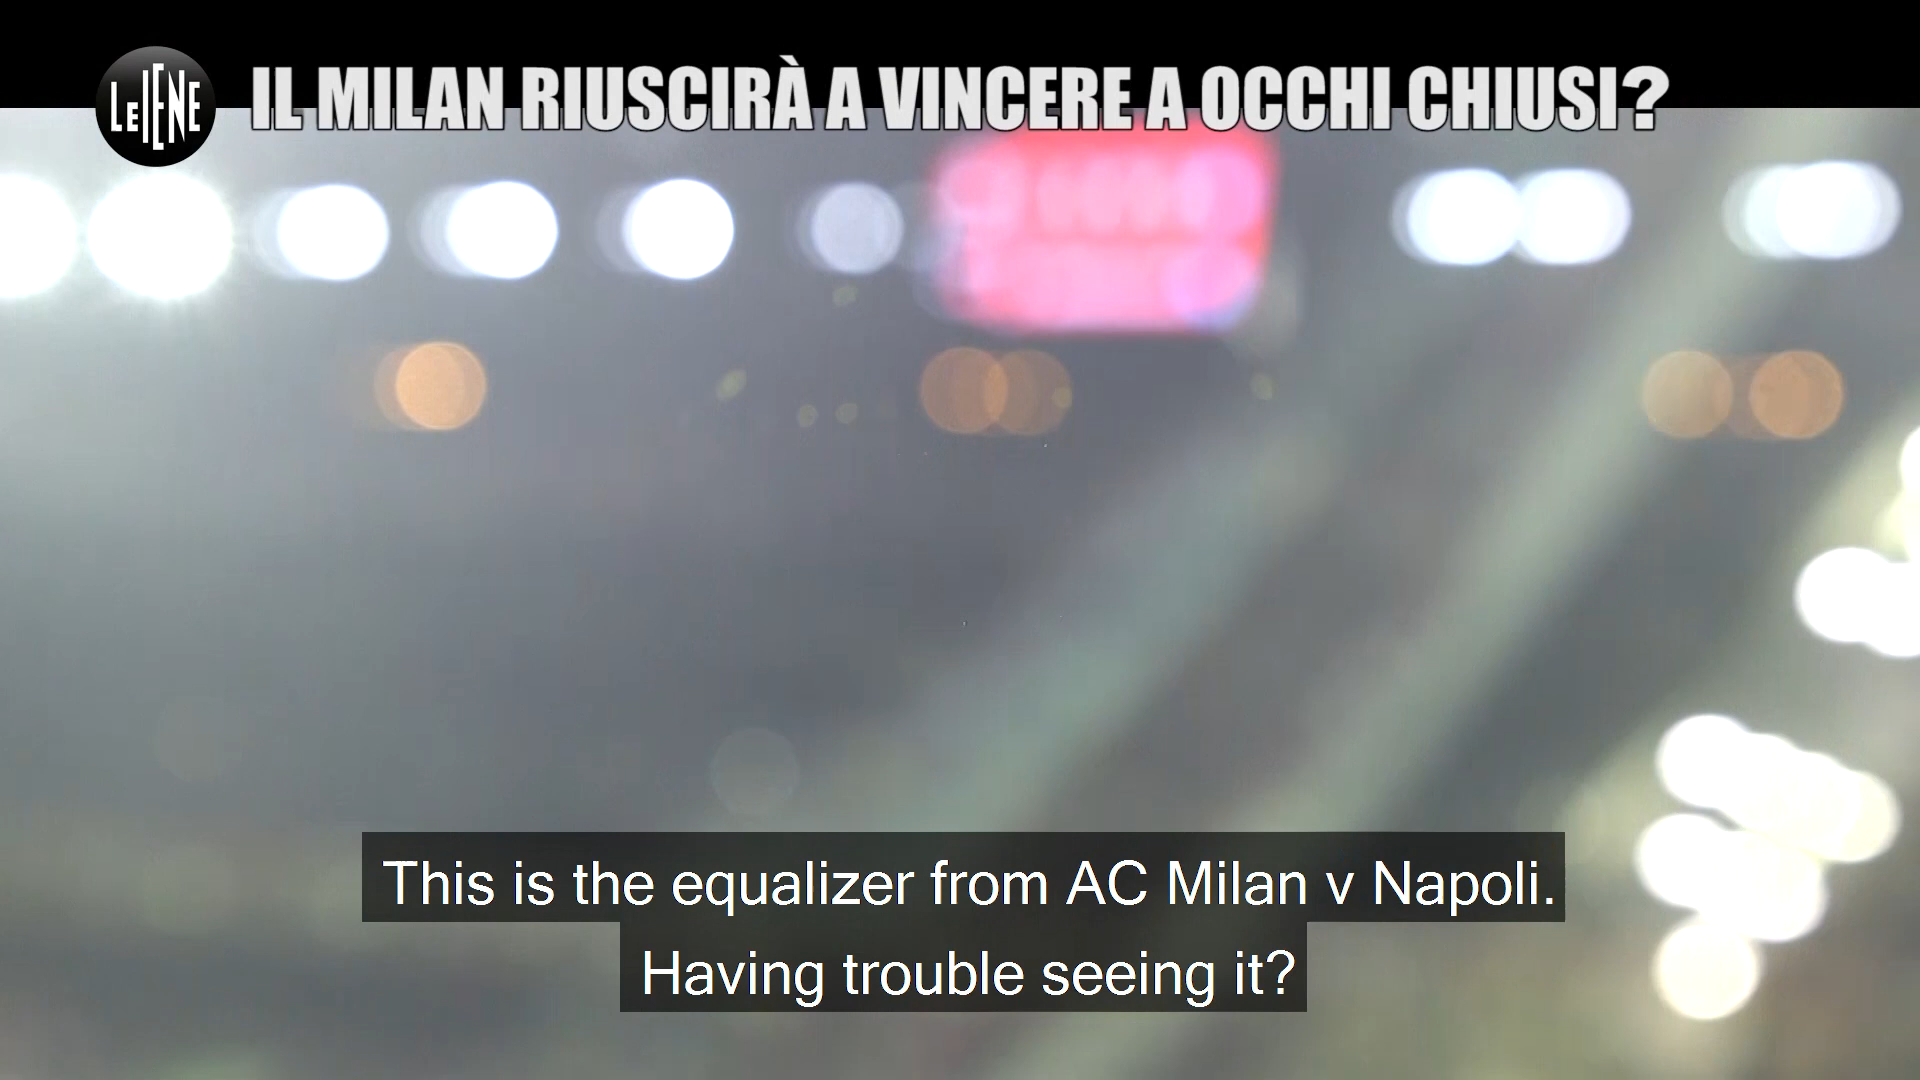 Le IENE
IL MILAN RIUSCIRÀ A VINCERE A OCCHI CHIUSI?
This is the equalizer from AC Milan v Napoli.
Having trouble seeing it?